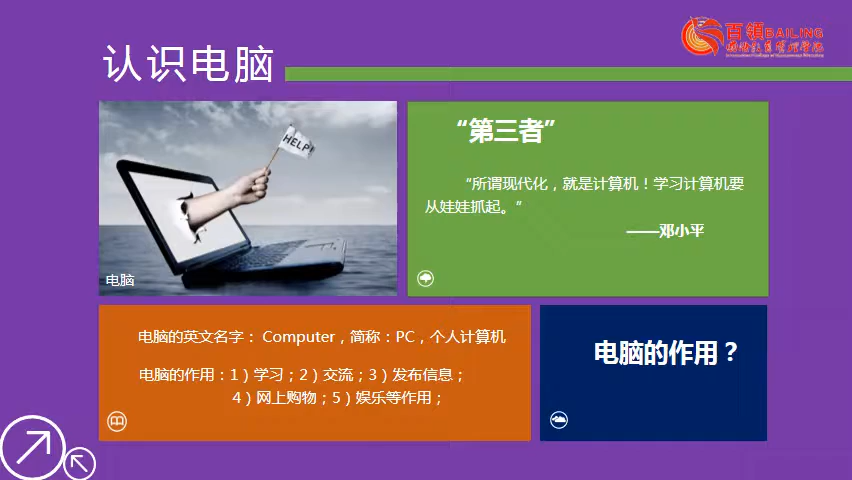 百領BAILING
认识电脑
HELP!
电脑
“第三者”
“所谓现代化，就是计算机！学习计算机要
从娃娃抓起。”
——邓小平
电脑的英文名字： Computer，简称：PC，个人计算机
电脑的作用：1）学习；2）交流；3）发布信息；
4）网上购物；5）娱乐等作用；
电脑的作用？